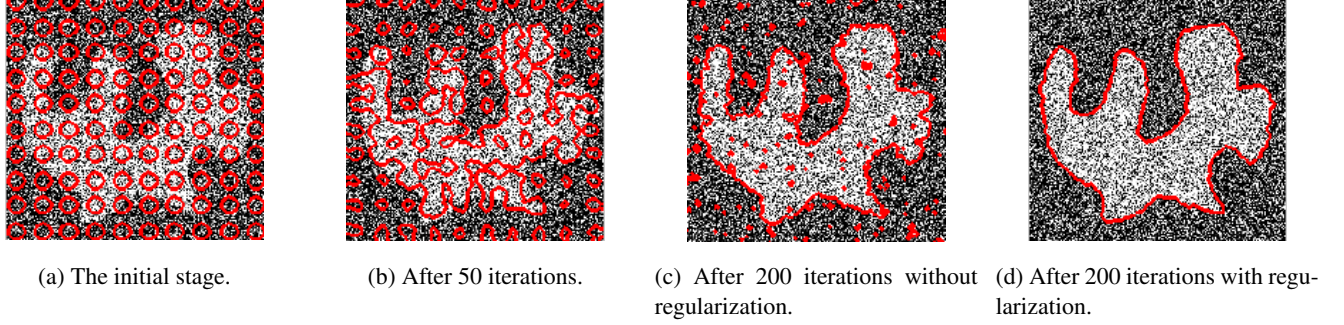 (a) The initial stage.
(b) After 50 iterations.
(c) After 200 iterations without
regularization.
(d) After 200 iterations with regu-
larization.